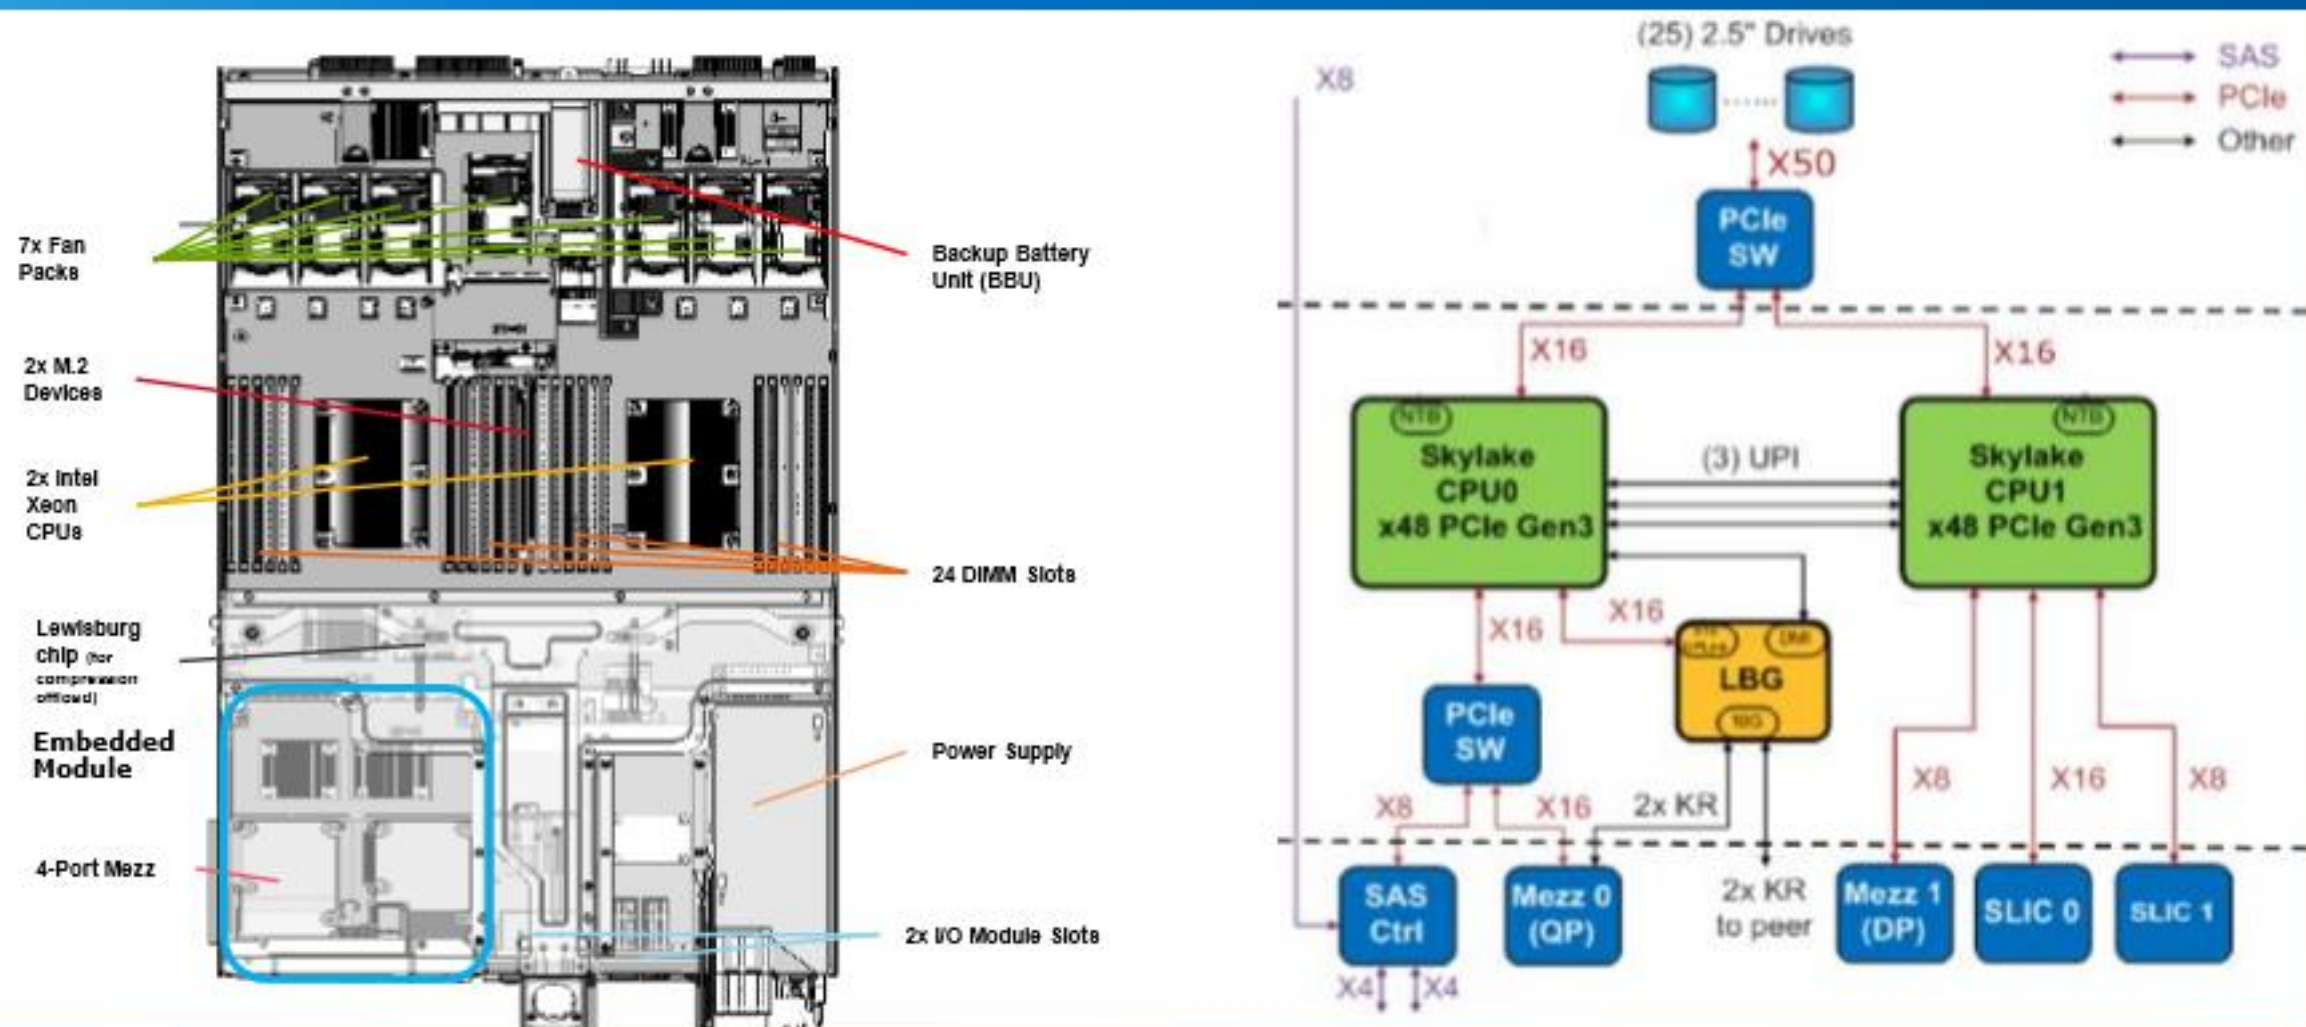 7x Fan
Packs
2x M.2
Devices
2x Intel
Xeon
CPUs
Lewisburg
chip (for
compression
offload)
Embedded
Module
4-Port Mezz
Backup Battery
Unit (BBU)
24 DIMM Slots
Power Supply
2x I/O Module Slots
(25) 2.5" Drives
SAS
PCIe
Other
X8
X50
PCIe
SW
X16
X16
NTB
Skylake
CPU0
x48 PCIe Gen3
(3) UPI
NTB
Skylake
CPU1
x48 PCIe Gen3
X16
X16
DMI
LBG
PCIe
SW
X8
X16
2x KR
X8
X16
X8
SAS
Ctrl
Mezz 0
(QP)
2x KR
to peer
Mezz 1
(DP)
SLIC 0
SLIC 1
X4
X4